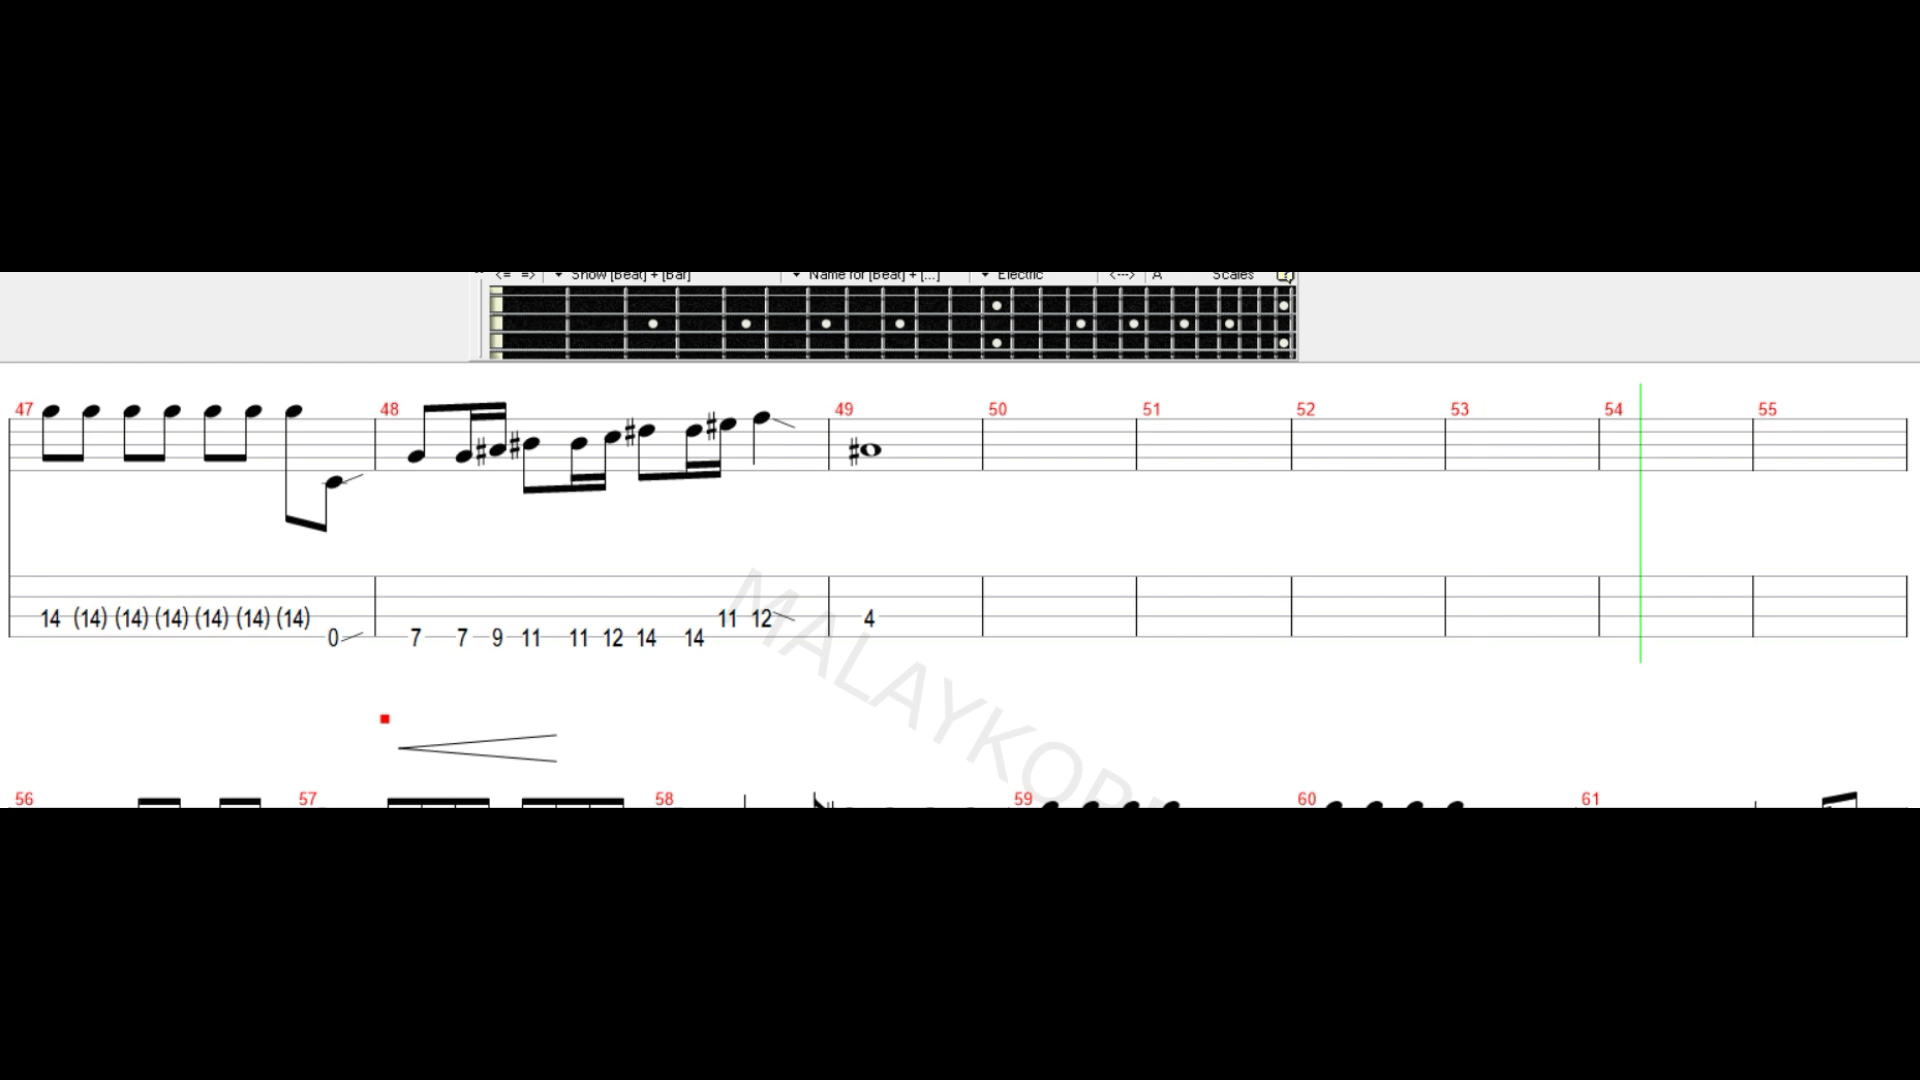 <= => Show [Beat] + [Bar] Name for [Beat] + [...] Electric <---> A Scales ?
47 48 49 50 51 52 53 54 55
14 (14) (14) (14) (14) (14) (14) 11 12 4
0 7 7 9 11 11 12 14 14
MALAYKOR
56 57 58 59 60 61